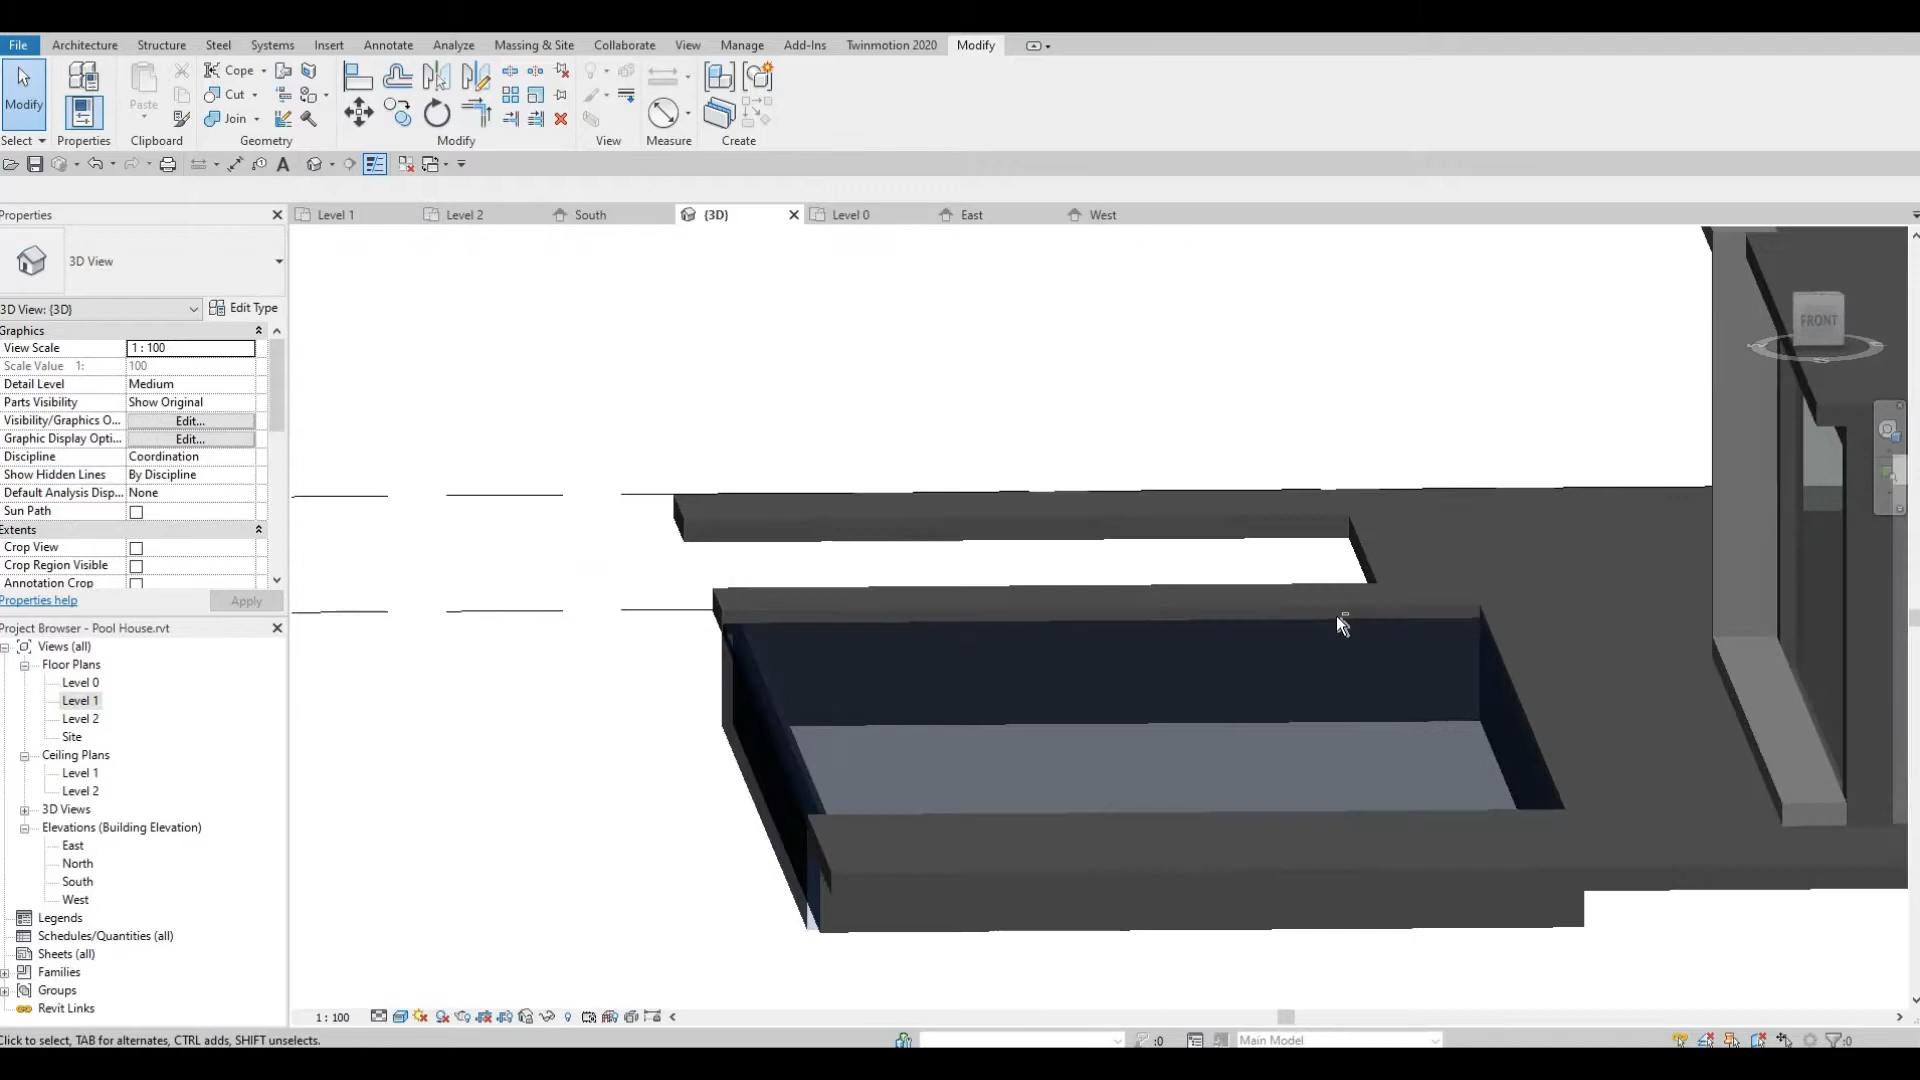 File Architecture Structure Steel Systems Insert Annotate Analyze Massing & Site Collaborate View Manage Add-Ins Twinmotion 2020 Modify
Modify
Paste
Cope
Cut
Join
Select Properties Clipboard Geometry Modify View Measure Create
Properties
Level 1 Level 2 South {3D} Level 0 East West
3D View
3D View: {3D} Edit Type
Graphics
View Scale 1 : 100
Scale Value 1: 100
Detail Level Medium
Parts Visibility Show Original
Visibility/Graphics O... Edit...
Graphic Display Opti... Edit...
Discipline Coordination
Show Hidden Lines By Discipline
Default Analysis Disp... None
Sun Path
Extents
Crop View
Crop Region Visible
Annotation Crop
Properties help Apply
FRONT
Project Browser - Pool House.rvt
Views (all)
Floor Plans
Level 0
Level 1
Level 2
Site
Ceiling Plans
Level 1
Level 2
3D Views
Elevations (Building Elevation)
East
North
South
West
Legends
Schedules/Quantities (all)
Sheets (all)
Families
Groups
Revit Links
1 : 100
Click to select, TAB for alternates, CTRL adds, SHIFT unselects. :0 Main Model :0